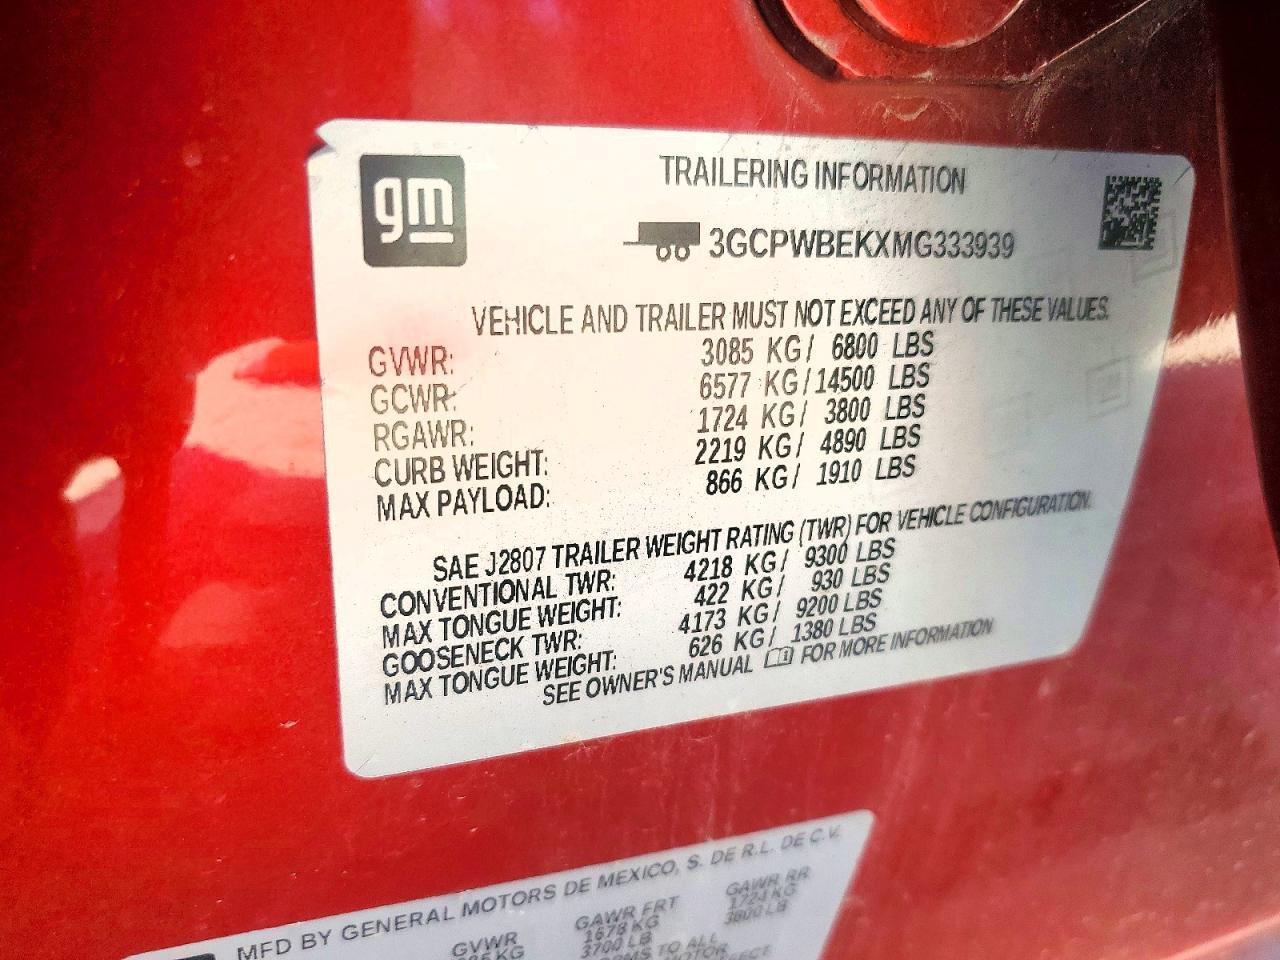 gm
TRAILERING INFORMATION
3GCPWBEKXMG333939
VEHICLE AND TRAILER MUST NOT EXCEED ANY OF THESE VALUES.
GVWR: 3085 KG/ 6800 LBS
GCWR: 6577 KG/14500 LBS
RGAWR: 1724 KG/ 3800 LBS
CURB WEIGHT: 2219 KG/ 4890 LBS
MAX PAYLOAD: 866 KG/ 1910 LBS
SAE J2807 TRAILER WEIGHT RATING (TWR) FOR VEHICLE CONFIGURATION.
CONVENTIONAL TWR: 4218 KG/ 9300 LBS
MAX TONGUE WEIGHT: 422 KG/ 930 LBS
GOOSENECK TWR: 4173 KG/ 9200 LBS
MAX TONGUE WEIGHT: 626 KG/ 1380 LBS
SEE OWNER'S MANUAL FOR MORE INFORMATION
MFD BY GENERAL MOTORS DE MEXICO, S. DE R.L. DE C.V.
GVWR GAWR FRT GAWR RR
KG 1678 KG 1724 KG
3700 LB 3800 LB
TO ALL
MOTOR